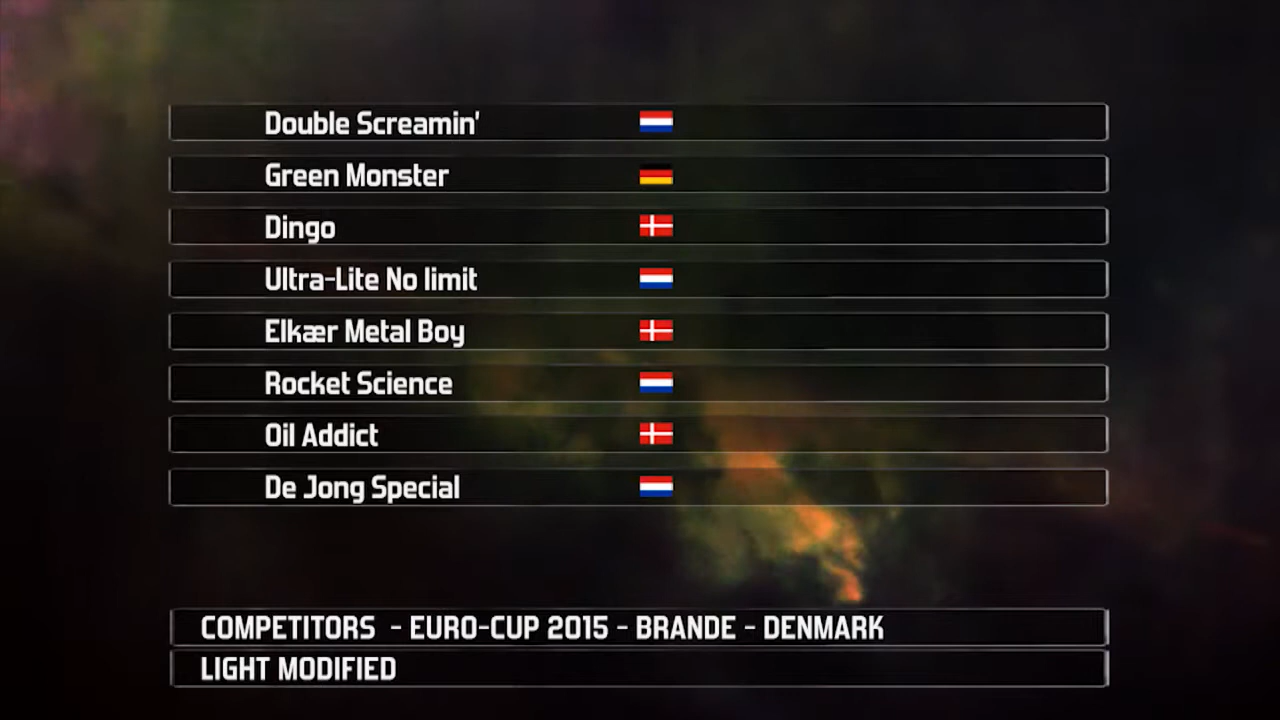 Double Screamin'
Green Monster
Dingo
Ultra-Lite No limit
Elkær Metal Boy
Rocket Science
Oil Addict
De Jong Special
COMPETITORS - EURO-CUP 2015 - BRANDE - DENMARK
LIGHT MODIFIED